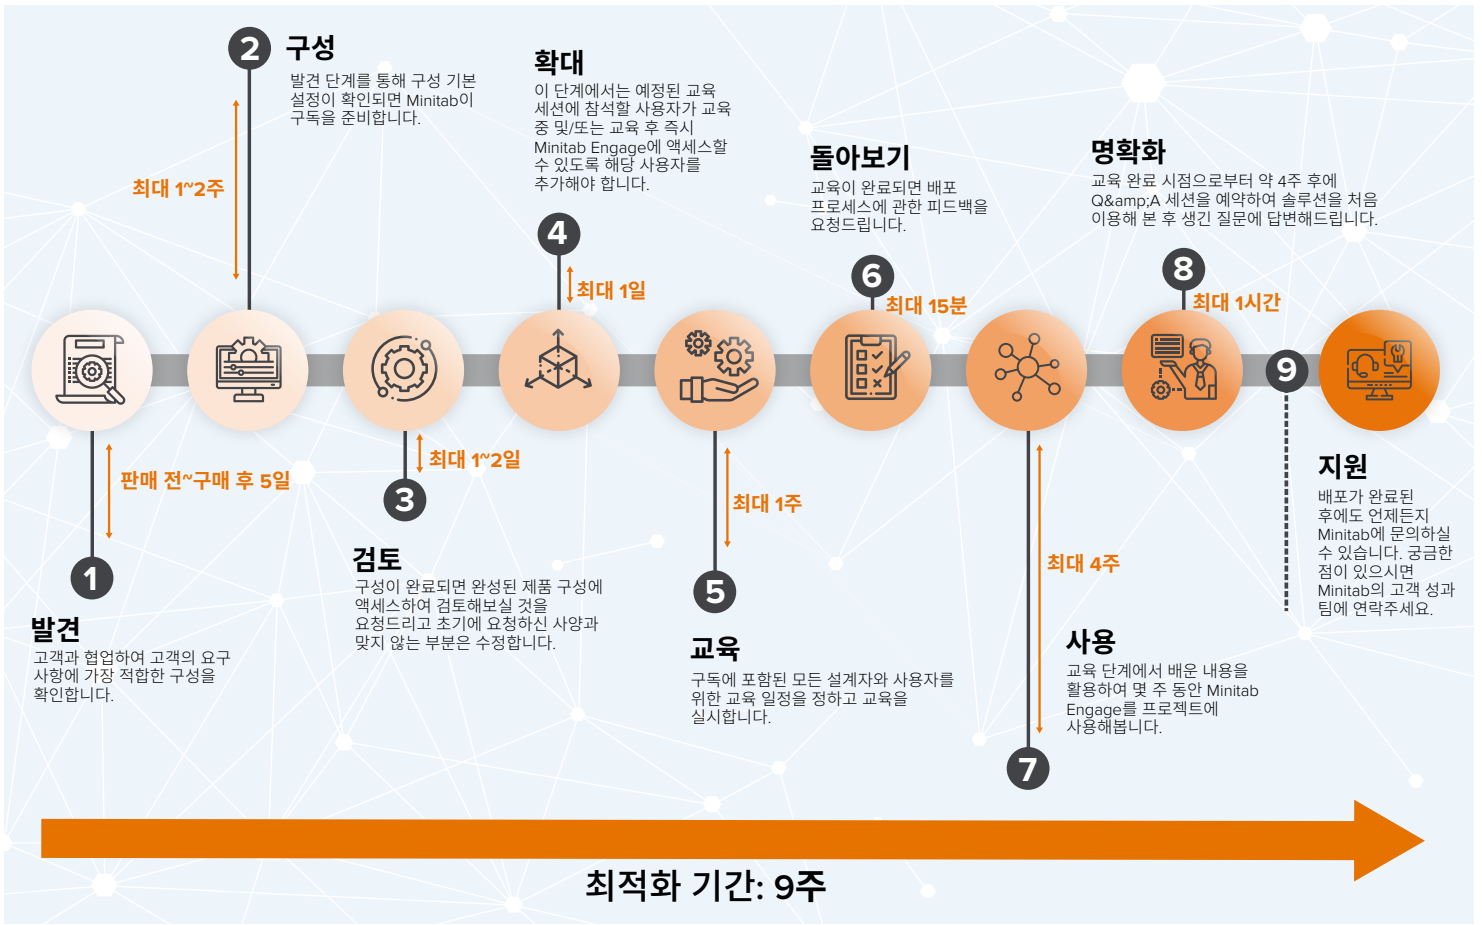 2
구성
발견 단계를 통해 구성 기본
설정이 확인되면 Minitab이
구독을 준비합니다.
최대 1~2주
확대
이 단계에서는 예정된 교육
세션에 참석할 사용자가 교육
중 및/또는 교육 후 즉시
Minitab Engage에 액세스할
수 있도록 해당 사용자를
추가해야 합니다.
4
최대 1일
돌아보기
교육이 완료되면 배포
프로세스에 관한 피드백을
요청드립니다.
6
최대 15분
명확화
교육 완료 시점으로부터 약 4주 후에
Q&amp;A 세션을 예약하여 솔루션을 처음
이용해 본 후 생긴 질문에 답변해드립니다.
8
최대 1시간
판매 전~구매 후 5일
1
발견
고객과 협업하여 고객의 요구
사항에 가장 적합한 구성을
확인합니다.
최대 1~2일
3
검토
구성이 완료되면 완성된 제품 구성에
액세스하여 검토해보실 것을
요청드리고 초기에 요청하신 사양과
맞지 않는 부분은 수정합니다.
최대 1주
5
교육
구독에 포함된 모든 설계자와 사용자를
위한 교육 일정을 정하고 교육을
실시합니다.
최대 4주
7
사용
교육 단계에서 배운 내용을
활용하여 몇 주 동안 Minitab
Engage를 프로젝트에
사용해봅니다.
9
지원
배포가 완료된
후에도 언제든지
Minitab에 문의하실
수 있습니다. 궁금한
점이 있으시면
Minitab의 고객 성과
팀에 연락주세요.
최적화 기간: 9주